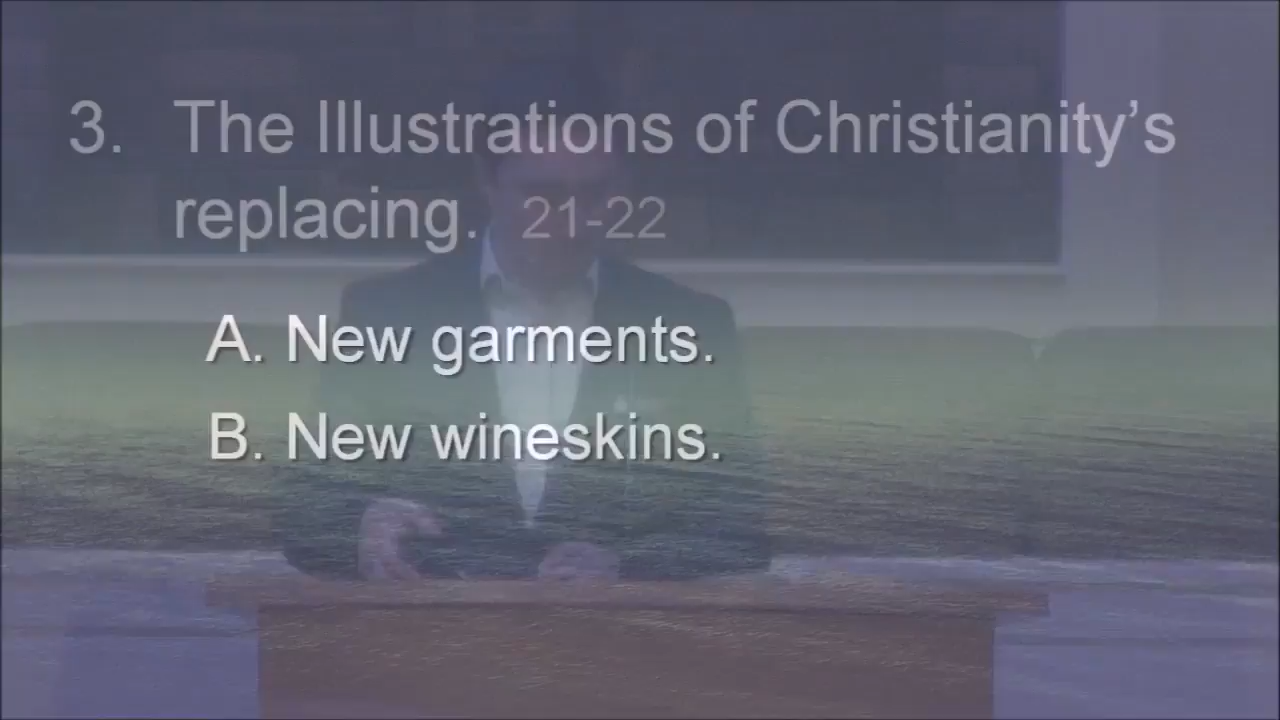 3. The Illustrations of Christianity's
replacing. 21-22
A. New garments.
B. New wineskins.